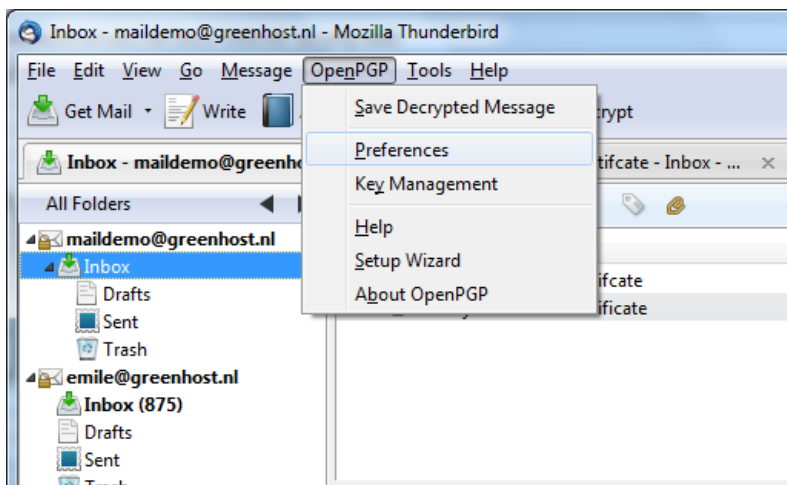 Inbox - maildemo@greenhost.nl - Mozilla Thunderbird
File Edit View Go Message OpenPGP Tools Help
Get Mail Write
Save Decrypted Message
Preferences
Key Management
Help
Setup Wizard
About OpenPGP
Inbox - maildemo@greenh
tifcate - Inbox - ...
All Folders
maildemo@greenhost.nl
Inbox
Drafts
Sent
Trash
emile@greenhost.nl
Inbox (875)
Drafts
Sent
Trash
ifcate
ificate